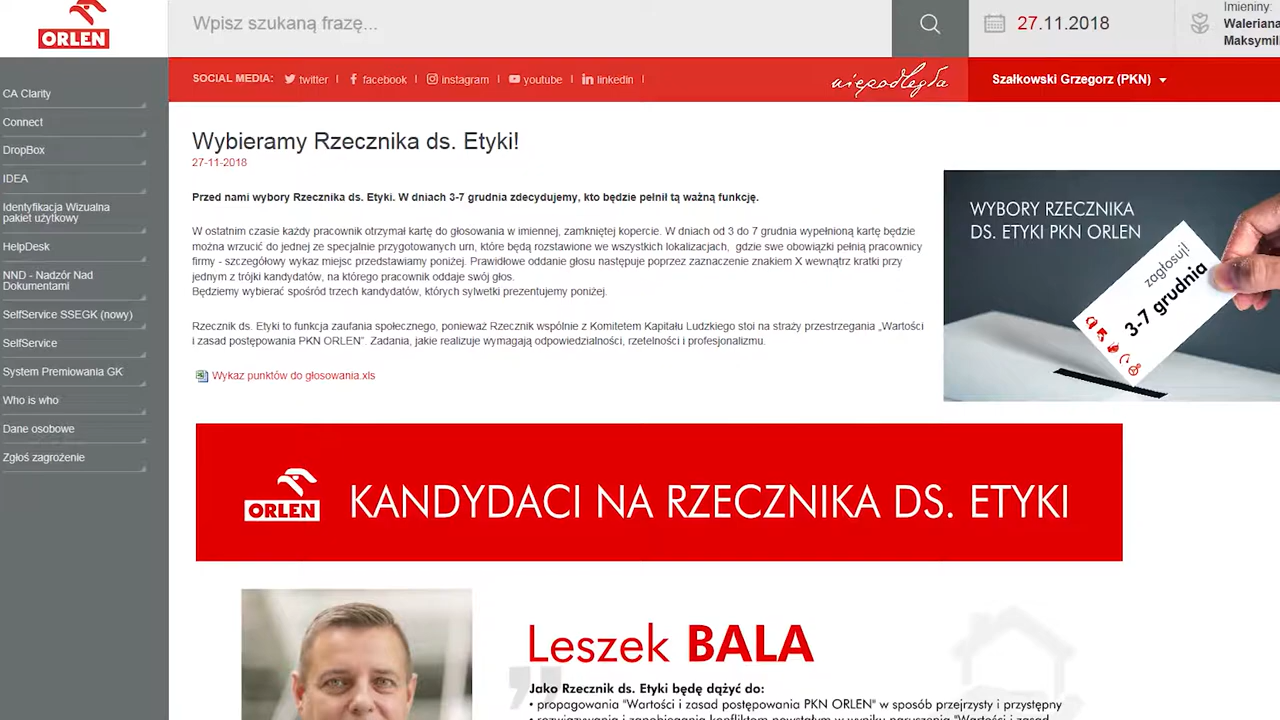 ORLEN
Wpisz szukaną frazę...
27.11.2018
Imieniny:
Waleriana
Maksymili
SOCIAL MEDIA: twitter | facebook | instagram | youtube | linkedin |
niepodległa
Szałkowski Grzegorz (PKN)
CA Clarity
Connect
DropBox
IDEA
Identyfikacja Wizualna
pakiet użytkowy
HelpDesk
NND - Nadzór Nad
Dokumentami
SelfService SSEGK (nowy)
SelfService
System Premiowania GK
Who is who
Dane osobowe
Zgłoś zagrożenie
Wybieramy Rzecznika ds. Etyki!
27-11-2018
Przed nami wybory Rzecznika ds. Etyki. W dniach 3-7 grudnia zdecydujemy, kto będzie pełnił tą ważną funkcję.
W ostatnim czasie każdy pracownik otrzymał kartę do głosowania w imiennej, zamkniętej kopercie. W dniach od 3 do 7 grudnia wypełnioną kartę będzie
można wrzucić do jednej ze specjalnie przygotowanych urn, które będą rozstawione we wszystkich lokalizacjach, gdzie swe obowiązki pełnią pracownicy
firmy - szczegółowy wykaz miejsc przedstawiamy poniżej. Prawidłowe oddanie głosu następuje poprzez zaznaczenie znakiem X wewnątrz kratki przy
jednym z trójki kandydatów, na którego pracownik oddaje swój głos.
Będziemy wybierać spośród trzech kandydatów, których sylwetki prezentujemy poniżej.
Rzecznik ds. Etyki to funkcja zaufania społecznego, ponieważ Rzecznik wspólnie z Komitetem Kapitału Ludzkiego stoi na straży przestrzegania „Wartości
i zasad postępowania PKN ORLEN”. Zadania, jakie realizuje wymagają odpowiedzialności, rzetelności i profesjonalizmu.
Wykaz punktów do głosowania.xls
WYBORY RZECZNIKA
DS. ETYKI PKN ORLEN
zagłosuj!
3-7 grudnia
ORLEN
KANDYDACI NA RZECZNIKA DS. ETYKI
Leszek BALA
Jako Rzecznik ds. Etyki będę dążyć do:
• propagowania "Wartości i zasad postępowania PKN ORLEN" w sposób przejrzysty i przystępny
• rozwiązywania i zapobiegania konfliktom powstałym w wyniku naruszenia "Wartości i zasad